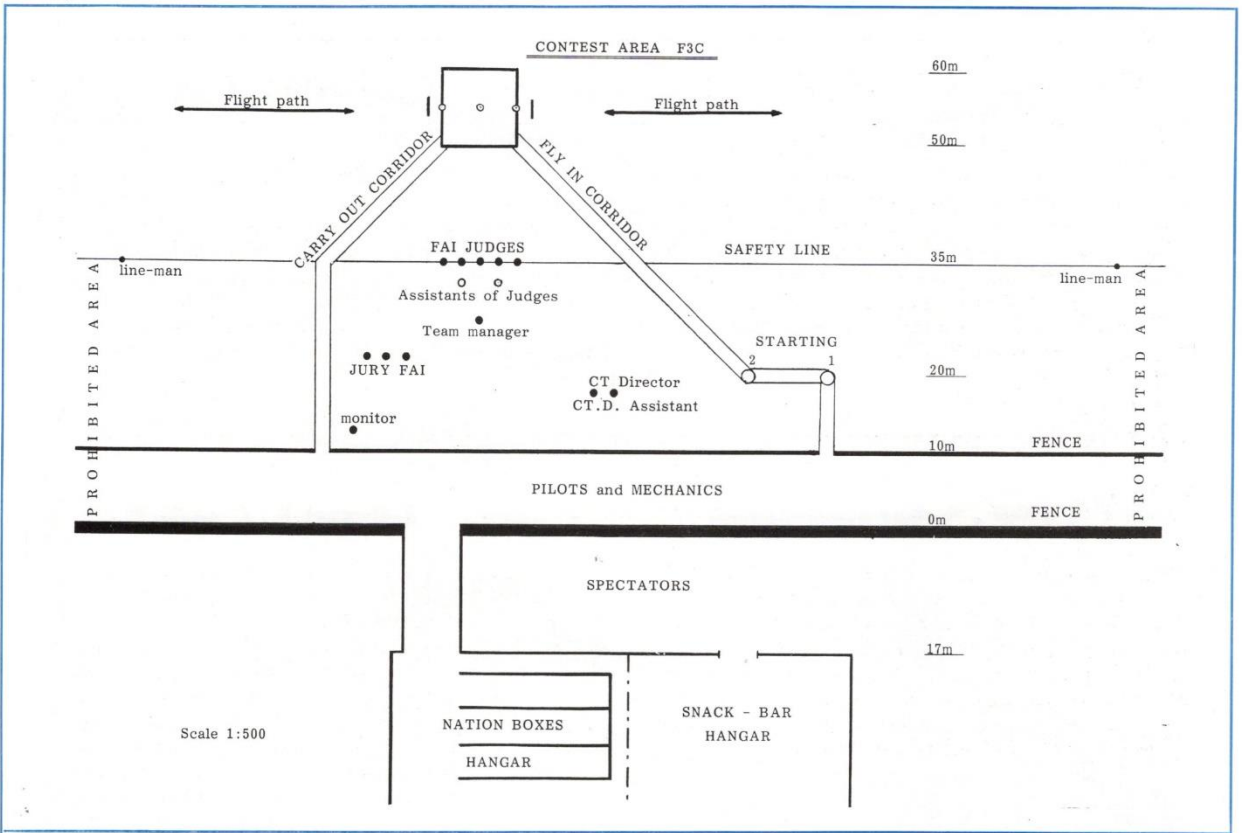 CONTEST AREA F3C
60m
Flight path
Flight path
50m
CARRY OUT CORRIDOR
FLY IN CORRIDOR
FAI JUDGES
SAFETY LINE
35m
line-man
line-man
Assistants of Judges
Team manager
STARTING
2 1
JURY FAI
20m
CT Director
CT.D. Assistant
monitor
PROHIBITED AREA
PROHIBITED AREA
10m
FENCE
PILOTS and MECHANICS
0m
FENCE
SPECTATORS
17m
NATION BOXES
HANGAR
SNACK - BAR
HANGAR
Scale 1:500